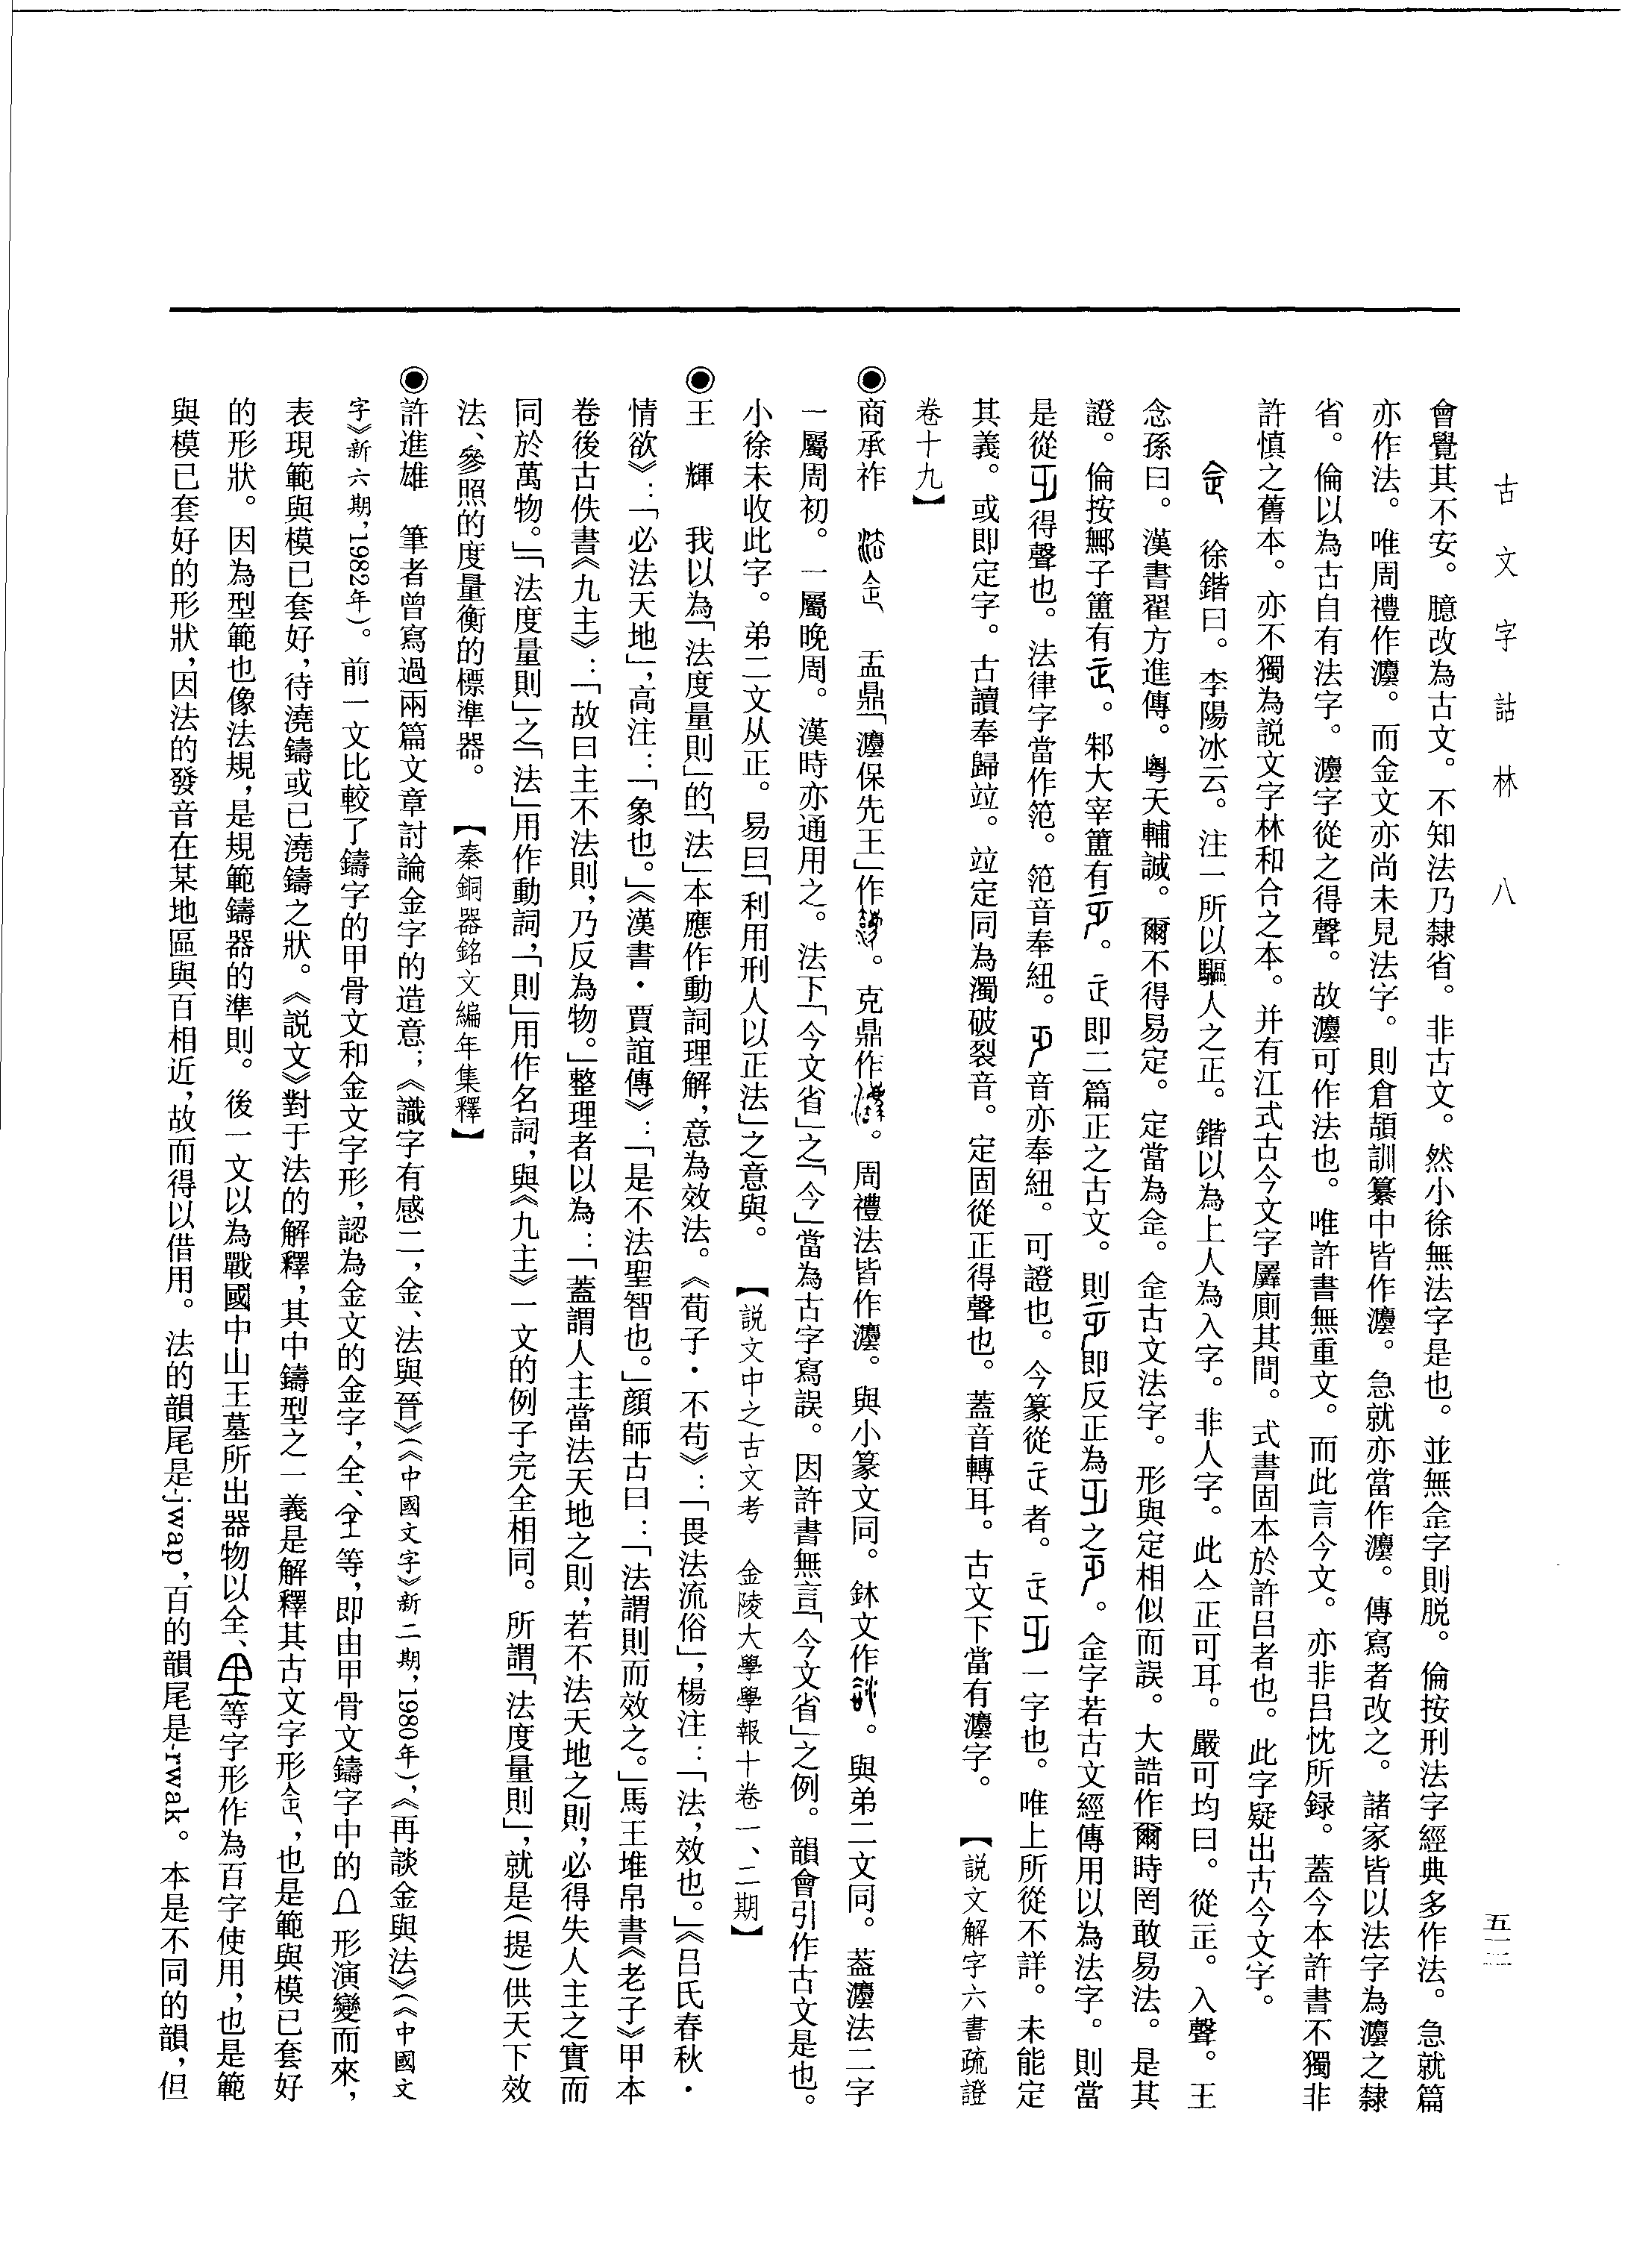 古文字詁林 八
五一二
會覺其不安。臆改為古文。不知法乃隸省。非古文。然小徐無法字是也。並無佱字則脱。倫按刑法字經典多作法。急就篇
亦作法。唯周禮作灋。而金文亦尚未見法字。則倉頡訓纂中皆作灋。急就亦當作灋。傳寫者改之。諸家皆以法字為灋之隸
省。倫以為古自有法字。灋字從之得聲。故灋可作法也。唯許書無重文。而此言今文。亦非呂忱所録。蓋今本許書不獨非
許慎之舊本。亦不獨為説文字林和合之本。并有江式古今文字羼廁其間。式書固本於許呂者也。此字疑出古今文字。
佱 徐鍇曰。李陽冰云。注一所以驅人之正。鍇以為上人為入字。非人字。此亼正可耳。嚴可均曰。從正。入聲。王
念孫曰。漢書翟方進傳。粵天輔誠。爾不得易定。定當為佱。佱古文法字。形與定相似而誤。大誥作爾時罔敢易法。是其
證。倫按鄦子簠有。邾大宰簠有。即二篇正之古文。則即反正為之。佱字若古文經傳用以為法字。則當
是從得聲也。法律字當作笵。笵音奉紐。音亦奉紐。可證也。今篆從者。一字也。唯上所從不詳。未能定
其義。或即定字。古讀奉歸竝。竝定同為濁破裂音。定固從正得聲也。蓋音轉耳。古文下當有灋字。 【説文解字六書疏證
卷十九】
◉商承祚 盂鼎「灋保先王」作。克鼎作。周禮法皆作灋。與小篆文同。鉥文作。與弟二文同。葢灋法二字
一屬周初。一屬晚周。漢時亦通用之。法下「今文省」之「今」當為古字寫誤。因許書無言「今文省」之例。韻會引作古文是也。
小徐未收此字。弟二文从正。易曰「利用刑人以正法」之意與。 【説文中之古文考 金陵大學學報十卷一、二期】
◉王 輝 我以為「法度量則」的「法」本應作動詞理解，意為效法。《荀子·不苟》：「畏法流俗」，楊注：「法，效也。」《呂氏春秋·
情欲》：「必法天地」，高注：「象也。」《漢書·賈誼傳》：「是不法聖智也。」顔師古曰：「法謂則而效之。」馬王堆帛書《老子》甲本
卷後古佚書《九主》：「故曰主不法則，乃反為物。」整理者以為：「蓋謂人主當法天地之則，若不法天地之則，必得失人主之實而
同於萬物。」「法度量則」之「法」用作動詞，「則」用作名詞，與《九主》一文的例子完全相同。所謂「法度量則」，就是（提）供天下效
法、參照的度量衡的標準器。 【秦銅器銘文編年集釋】
◉許進雄 筆者曾寫過兩篇文章討論金字的造意；《識字有感二，金、法與晉》（《中國文字》新二期，1980年），《再談金與法》（《中國文
字》新六期，1982年）。前一文比較了鑄字的甲骨文和金文字形，認為金文的金字，全、等，即由甲骨文鑄字中的形演變而來，
表現範與模已套好，待澆鑄或已澆鑄之狀。《説文》對于法的解釋，其中鑄型之一義是解釋其古文字形，也是範與模已套好
的形狀。因為型範也像法規，是規範鑄器的準則。後一文以為戰國中山王墓所出器物以全、等字形作為百字使用，也是範
與模已套好的形狀，因法的發音在某地區與百相近，故而得以借用。法的韻尾是-jwap，百的韻尾是-rwak。本是不同的韻，但